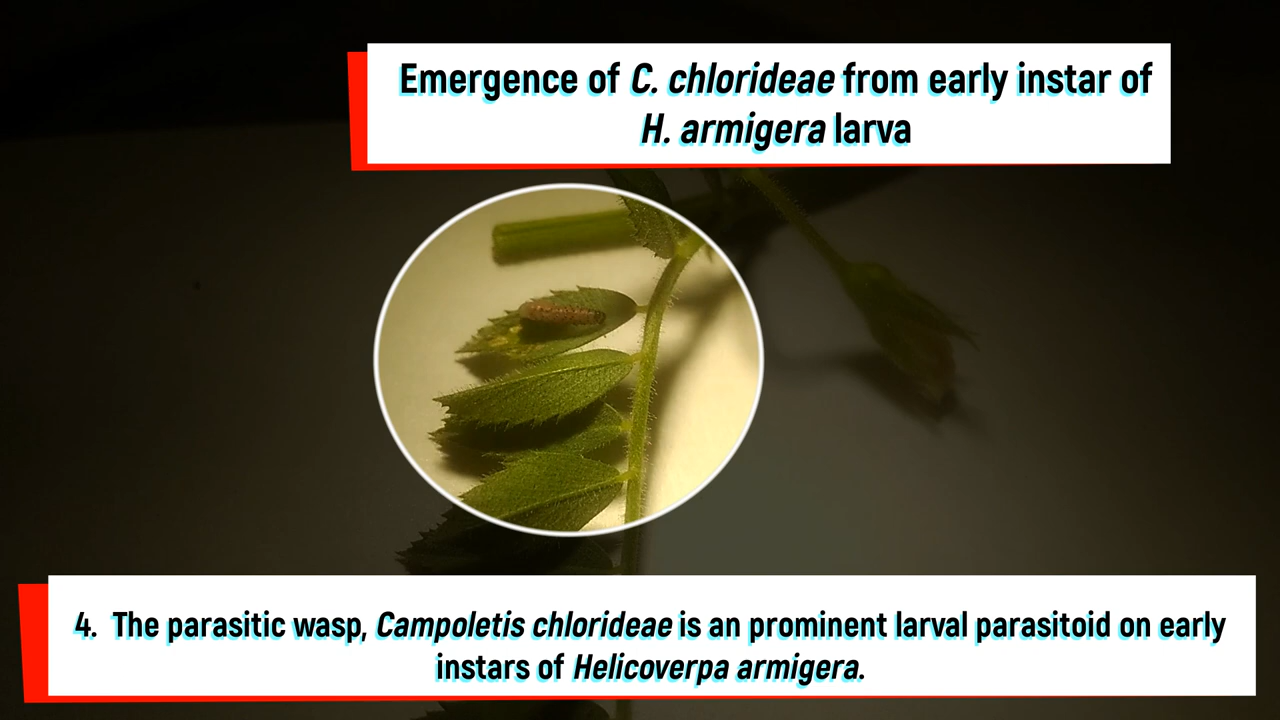 Emergence of C. chlorideae from early instar of
H. armigera larva
4. The parasitic wasp, Campoletis chlorideae is an prominent larval parasitoid on early
instars of Helicoverpa armigera.